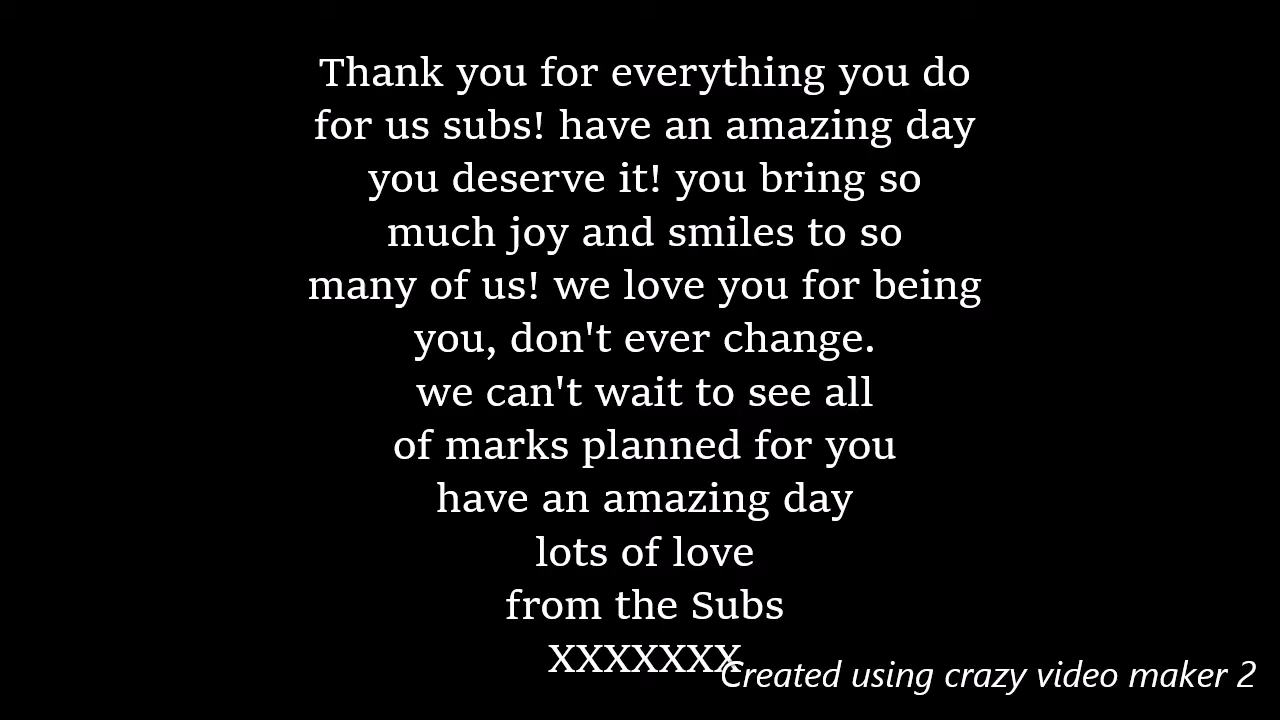 Thank you for everything you do
for us subs! have an amazing day
you deserve it! you bring so
much joy and smiles to so
many of us! we love you for being
you, don't ever change.
we can't wait to see all
of marks planned for you
have an amazing day
lots of love
from the Subs
XXXXXXX
Created using crazy video maker 2